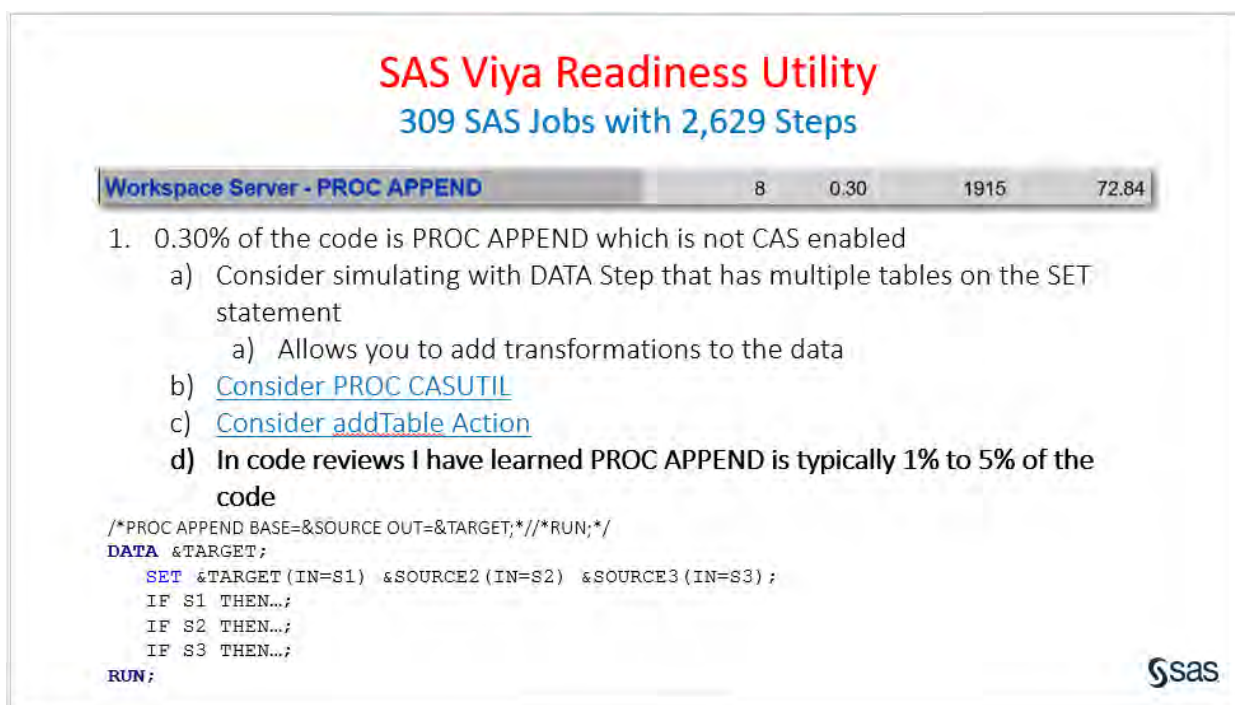 SAS Viya Readiness Utility
309 SAS Jobs with 2,629 Steps
Workspace Server - PROC APPEND 8 0.30 1915 72.84
1. 0.30% of the code is PROC APPEND which is not CAS enabled
a) Consider simulating with DATA Step that has multiple tables on the SET
statement
a) Allows you to add transformations to the data
b) Consider PROC CASUTIL
c) Consider addTable Action
d) In code reviews I have learned PROC APPEND is typically 1% to 5% of the
code
/*PROC APPEND BASE=&SOURCE OUT=&TARGET;*//*RUN;*/
DATA &TARGET;
SET &TARGET(IN=S1) &SOURCE2(IN=S2) &SOURCE3(IN=S3);
IF S1 THEN…;
IF S2 THEN…;
IF S3 THEN…;
RUN;
sas